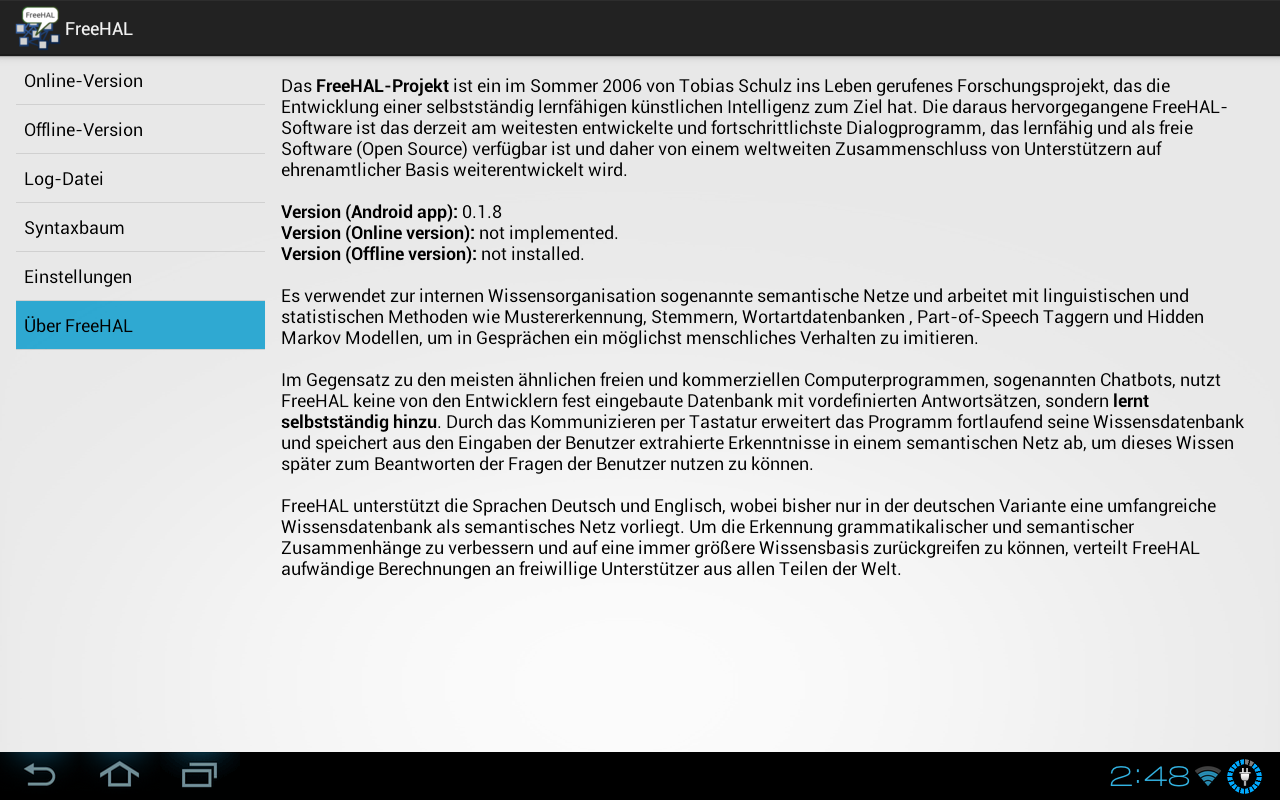 FreeHAL
FreeHAL
Online-Version
Offline-Version
Log-Datei
Syntaxbaum
Einstellungen
Über FreeHAL
Das FreeHAL-Projekt ist ein im Sommer 2006 von Tobias Schulz ins Leben gerufenes Forschungsprojekt, das die
Entwicklung einer selbstständig lernfähigen künstlichen Intelligenz zum Ziel hat. Die daraus hervorgegangene FreeHAL-
Software ist das derzeit am weitesten entwickelte und fortschrittlichste Dialogprogramm, das lernfähig und als freie
Software (Open Source) verfügbar ist und daher von einem weltweiten Zusammenschluss von Unterstützern auf
ehrenamtlicher Basis weiterentwickelt wird.
Version (Android app): 0.1.8
Version (Online version): not implemented.
Version (Offline version): not installed.
Es verwendet zur internen Wissensorganisation sogenannte semantische Netze und arbeitet mit linguistischen und
statistischen Methoden wie Mustererkennung, Stemmern, Wortartdatenbanken , Part-of-Speech Taggern und Hidden
Markov Modellen, um in Gesprächen ein möglichst menschliches Verhalten zu imitieren.
Im Gegensatz zu den meisten ähnlichen freien und kommerziellen Computerprogrammen, sogenannten Chatbots, nutzt
FreeHAL keine von den Entwicklern fest eingebaute Datenbank mit vordefinierten Antwortsätzen, sondern lernt
selbstständig hinzu. Durch das Kommunizieren per Tastatur erweitert das Programm fortlaufend seine Wissensdatenbank
und speichert aus den Eingaben der Benutzer extrahierte Erkenntnisse in einem semantischen Netz ab, um dieses Wissen
später zum Beantworten der Fragen der Benutzer nutzen zu können.
FreeHAL unterstützt die Sprachen Deutsch und Englisch, wobei bisher nur in der deutschen Variante eine umfangreiche
Wissensdatenbank als semantisches Netz vorliegt. Um die Erkennung grammatikalischer und semantischer
Zusammenhänge zu verbessern und auf eine immer größere Wissensbasis zurückgreifen zu können, verteilt FreeHAL
aufwändige Berechnungen an freiwillige Unterstützer aus allen Teilen der Welt.
2:48